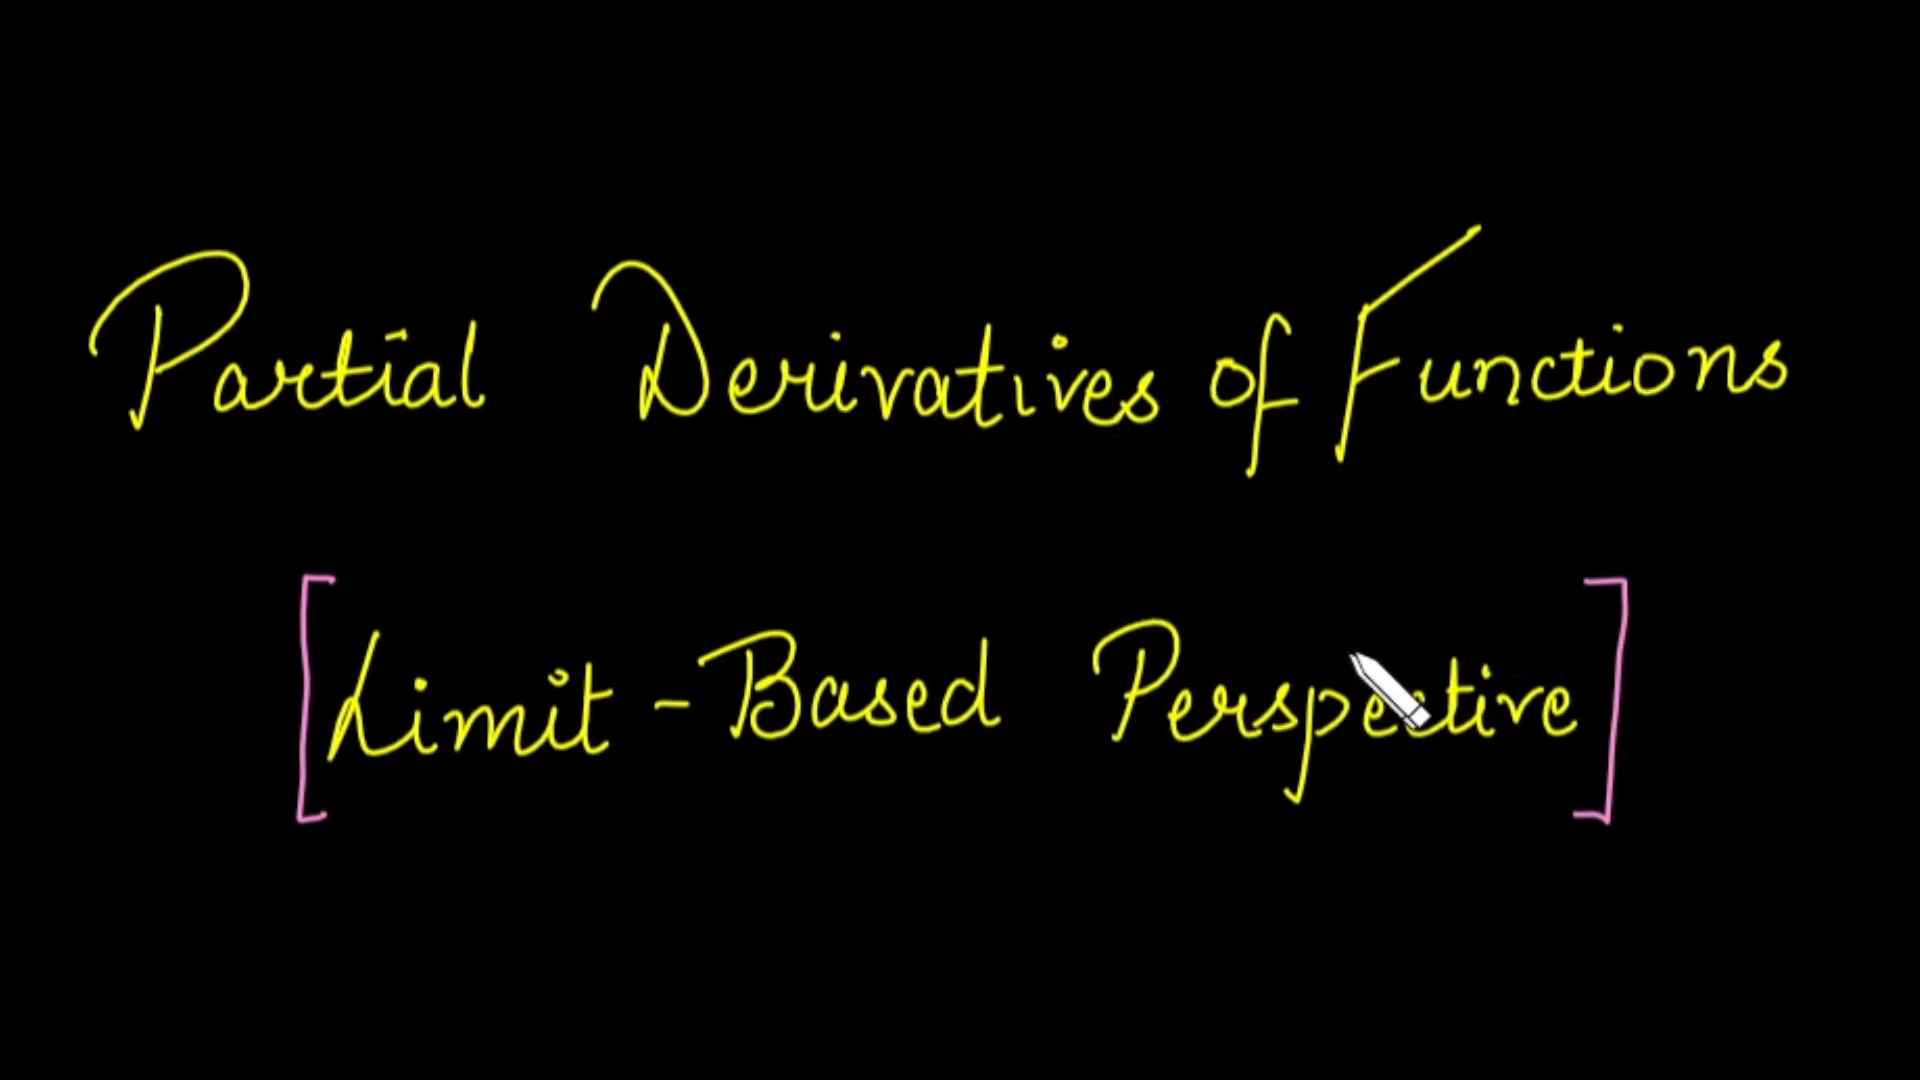 Partial Derivatives of Functions
[Limit-Based Perspective]